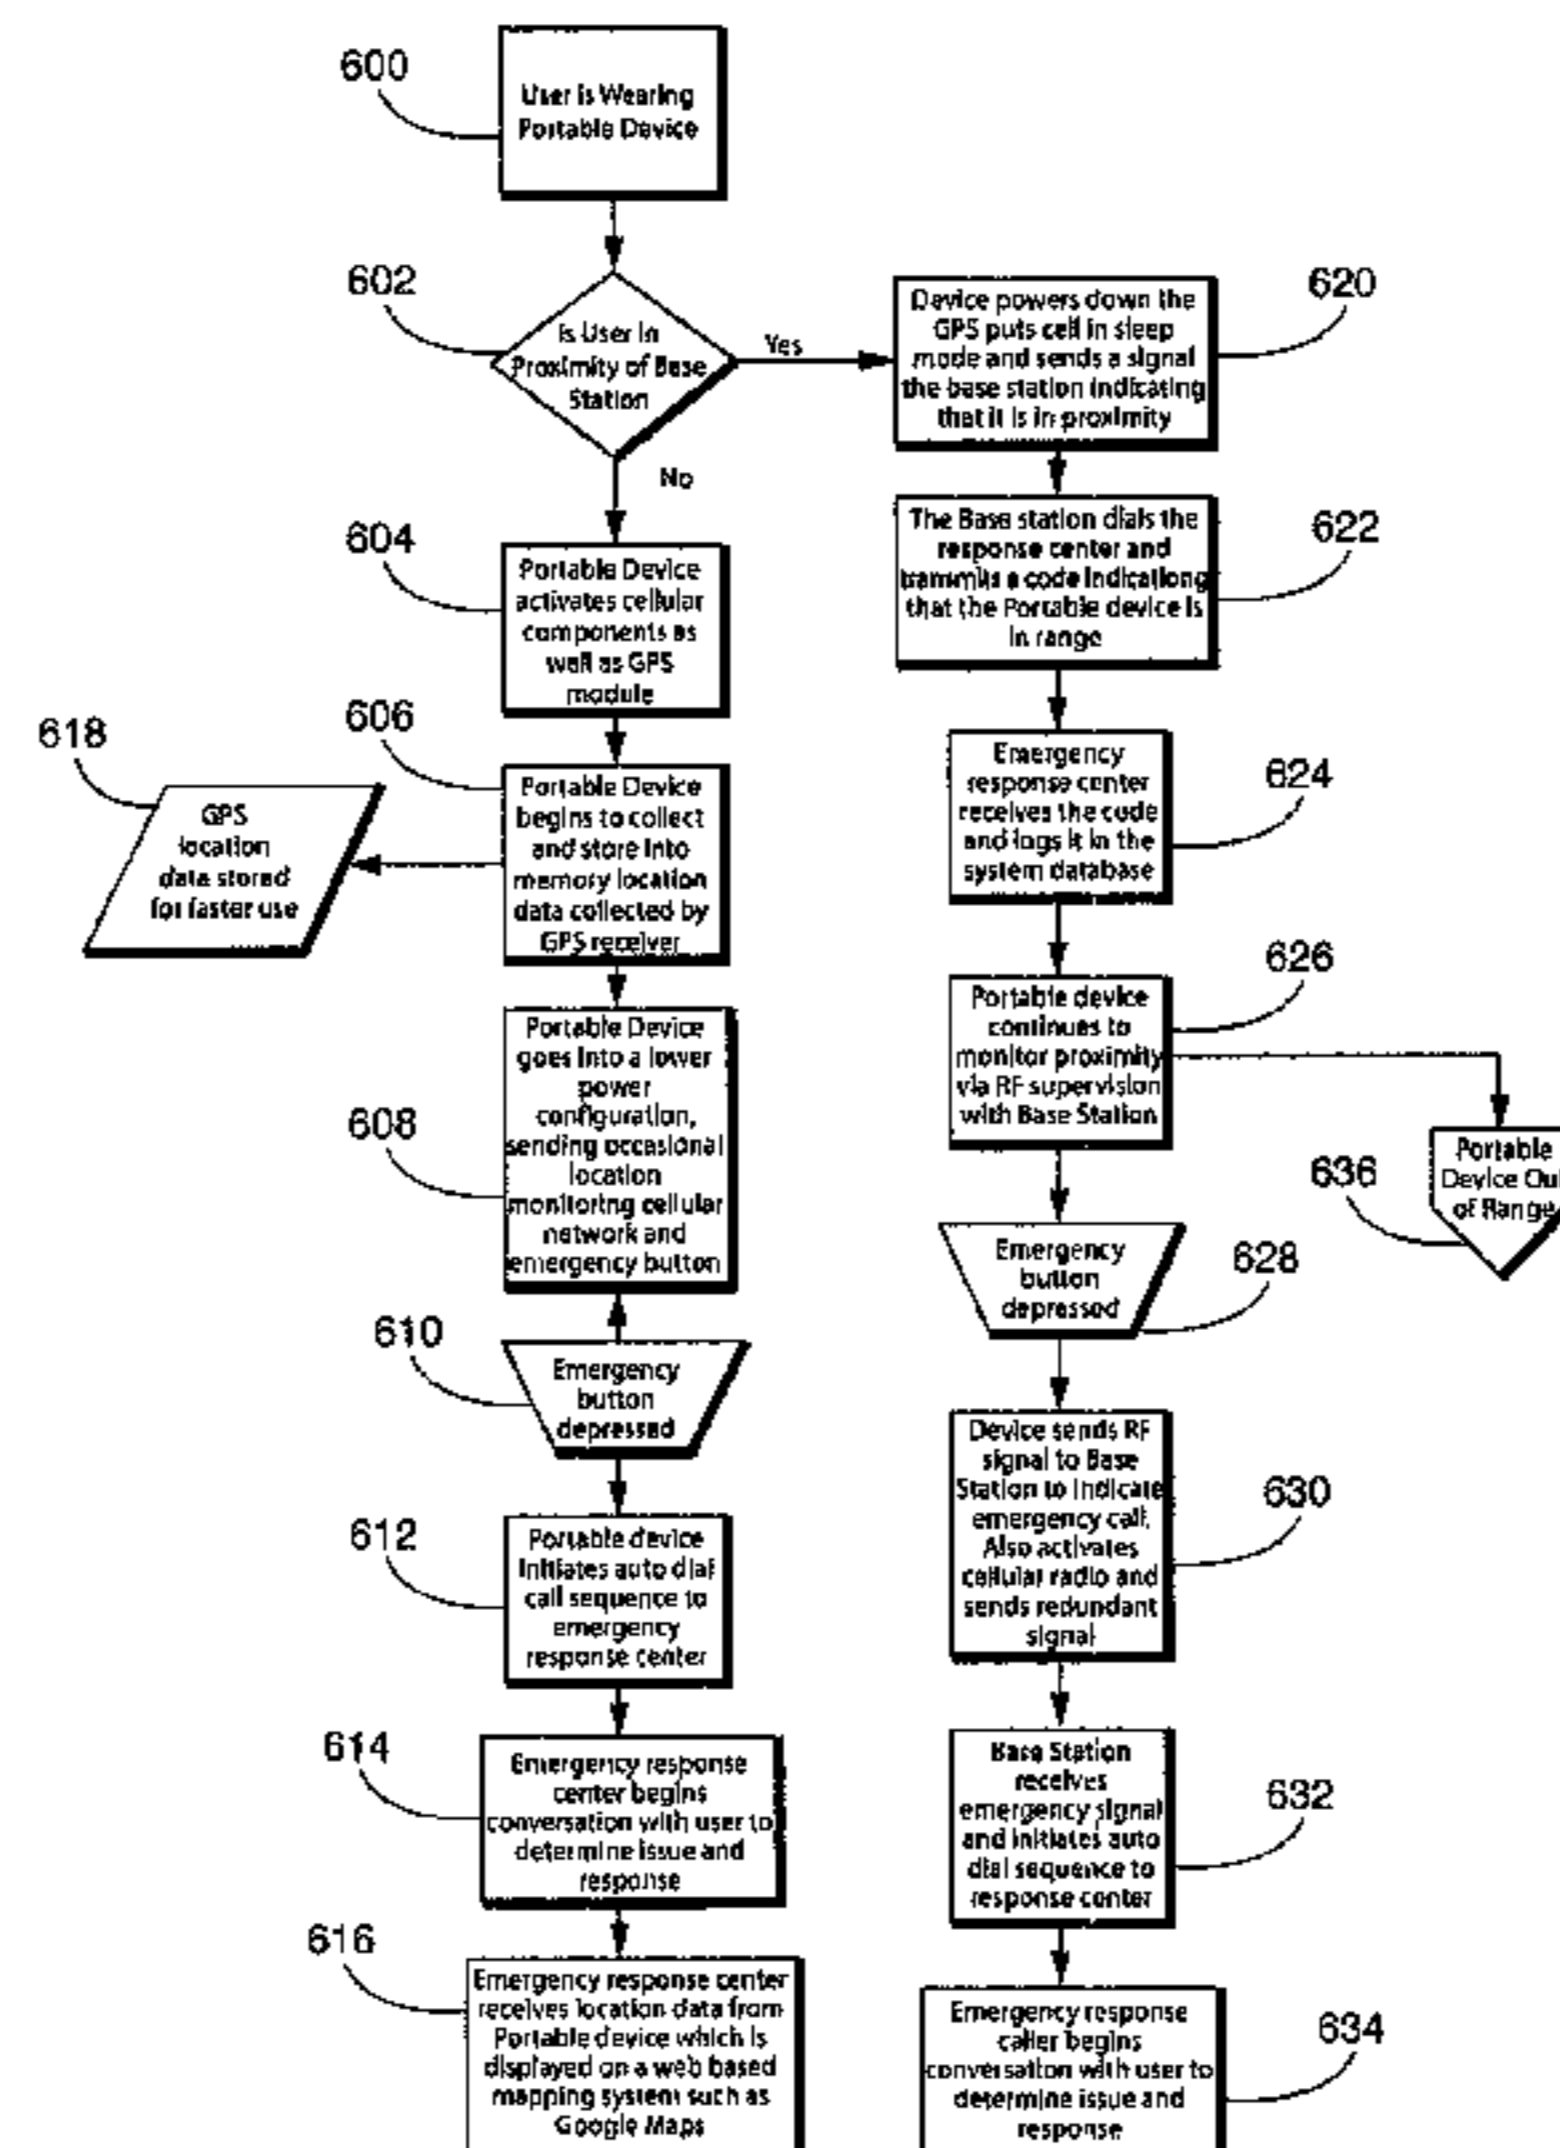 600
User is Wearing
Portable Device
602
Is User in
Proximity of Base
Station
Yes
No
620
Device powers down the
GPS puts cell in sleep
mode and sends a signal
the base station indicating
that it is in proximity
604
Portable Device
activates cellular
components as
well as GPS
module
622
The Base station dials the
response center and
transmits a code indicationg
that the Portable device is
in range
606
Portable Device
begins to collect
and store into
memory location
data collected by
GPS receiver
618
GPS
location
data stored
for faster use
624
Emergency
response center
receives the code
and logs it in the
system database
608
Portable Device
goes into a lower
power
configuration,
sending occasional
location
monitoring cellular
network and
emergency button
626
Portable device
continues to
monitor proximity
via RF supervision
with Base Station
636
Portable
Device Ou
of Range
610
Emergency
button
depressed
628
Emergency
button
depressed
612
Portable device
initiates auto dial
call sequence to
emergency
response center
630
Device sends RF
signal to Base
Station to indicate
emergency call.
Also activates
cellular radio and
sends redundant
signal
614
Emergency response
center begins
conversation with user to
determine issue and
response
632
Base Station
receives
emergency signal
and initiates auto
dial sequence to
response center
616
Emergency response center
receives location data from
Portable device which is
displayed on a web based
mapping system such as
Google Maps
634
Emergency response
caller begins
conversation with user to
determine issue and
response